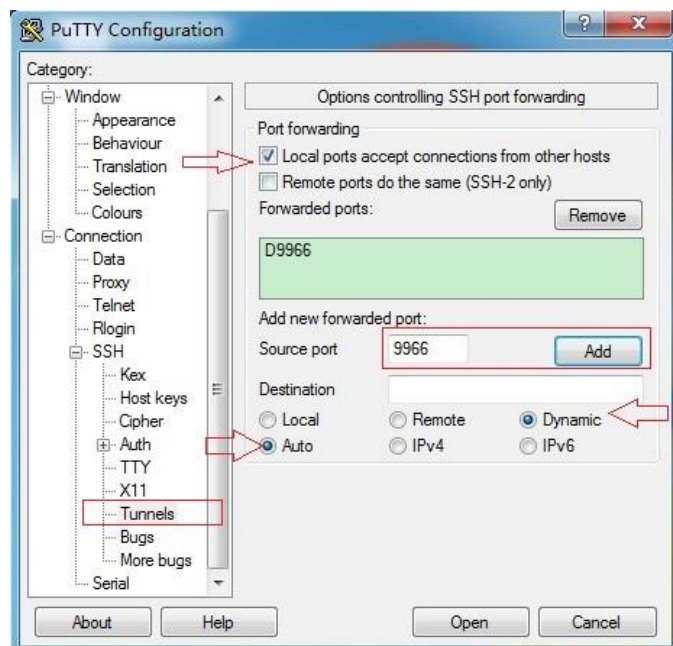 PuTTY Configuration
Category:
Window
Appearance
Behaviour
Translation
Selection
Colours
Connection
Data
Proxy
Telnet
Rlogin
SSH
Kex
Host keys
Cipher
Auth
TTY
X11
Tunnels
Bugs
More bugs
Serial
Options controlling SSH port forwarding
Port forwarding
Local ports accept connections from other hosts
Remote ports do the same (SSH-2 only)
Forwarded ports:
Remove
D9966
Add new forwarded port:
Source port 9966 Add
Destination
Local Remote Dynamic
Auto IPv4 IPv6
About Help Open Cancel